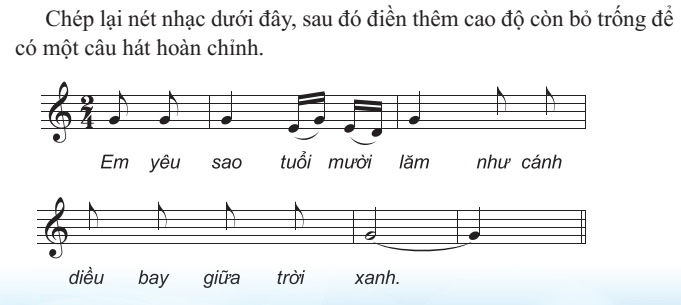 Chép lại nét nhạc dưới đây, sau đó điền thêm cao độ còn bỏ trống để
có một câu hát hoàn chỉnh.
2
4
Em yêu sao tuổi mười lăm như cánh
diều bay giữa trời xanh.